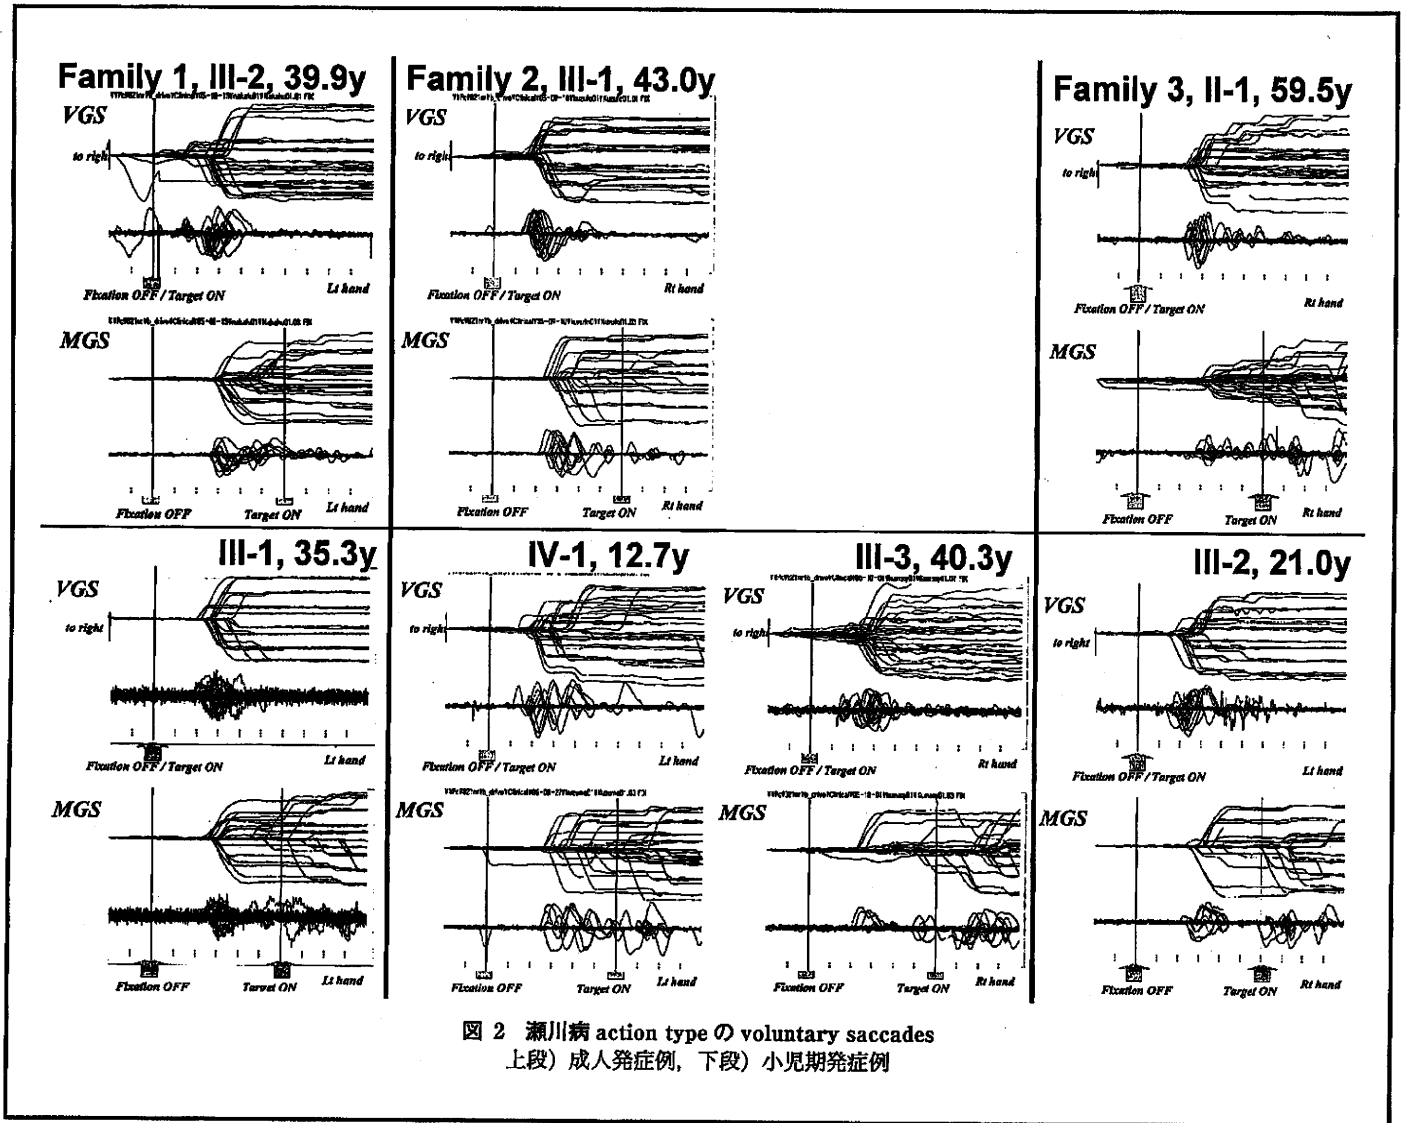 Family 1, III-2, 39.9y
VGS
to right
Fixation OFF / Target ON
Lt hand
MGS
Fixation OFF
Target ON
Lt hand
Family 2, III-1, 43.0y
VGS
to right
Fixation OFF / Target ON
Rt hand
MGS
Fixation OFF
Target ON
Rt hand
Family 3, II-1, 59.5y
VGS
to right
Fixation OFF / Target ON
Rt hand
MGS
Fixation OFF
Target ON
Rt hand
III-1, 35.3y
VGS
to right
Fixation OFF / Target ON
Lt hand
MGS
Fixation OFF
Target ON
Lt hand
IV-1, 12.7y
VGS
to right
Fixation OFF / Target ON
Lt hand
MGS
Fixation OFF
Target ON
Lt hand
III-3, 40.3y
VGS
to right
Fixation OFF / Target ON
Rt hand
MGS
Fixation OFF
Target ON
Rt hand
III-2, 21.0y
VGS
to right
Fixation OFF / Target ON
Lt hand
MGS
Fixation OFF
Target ON
Rt hand
図 2 瀬川病 action type の voluntary saccades
上段）成人発症例，下段）小児期発症例